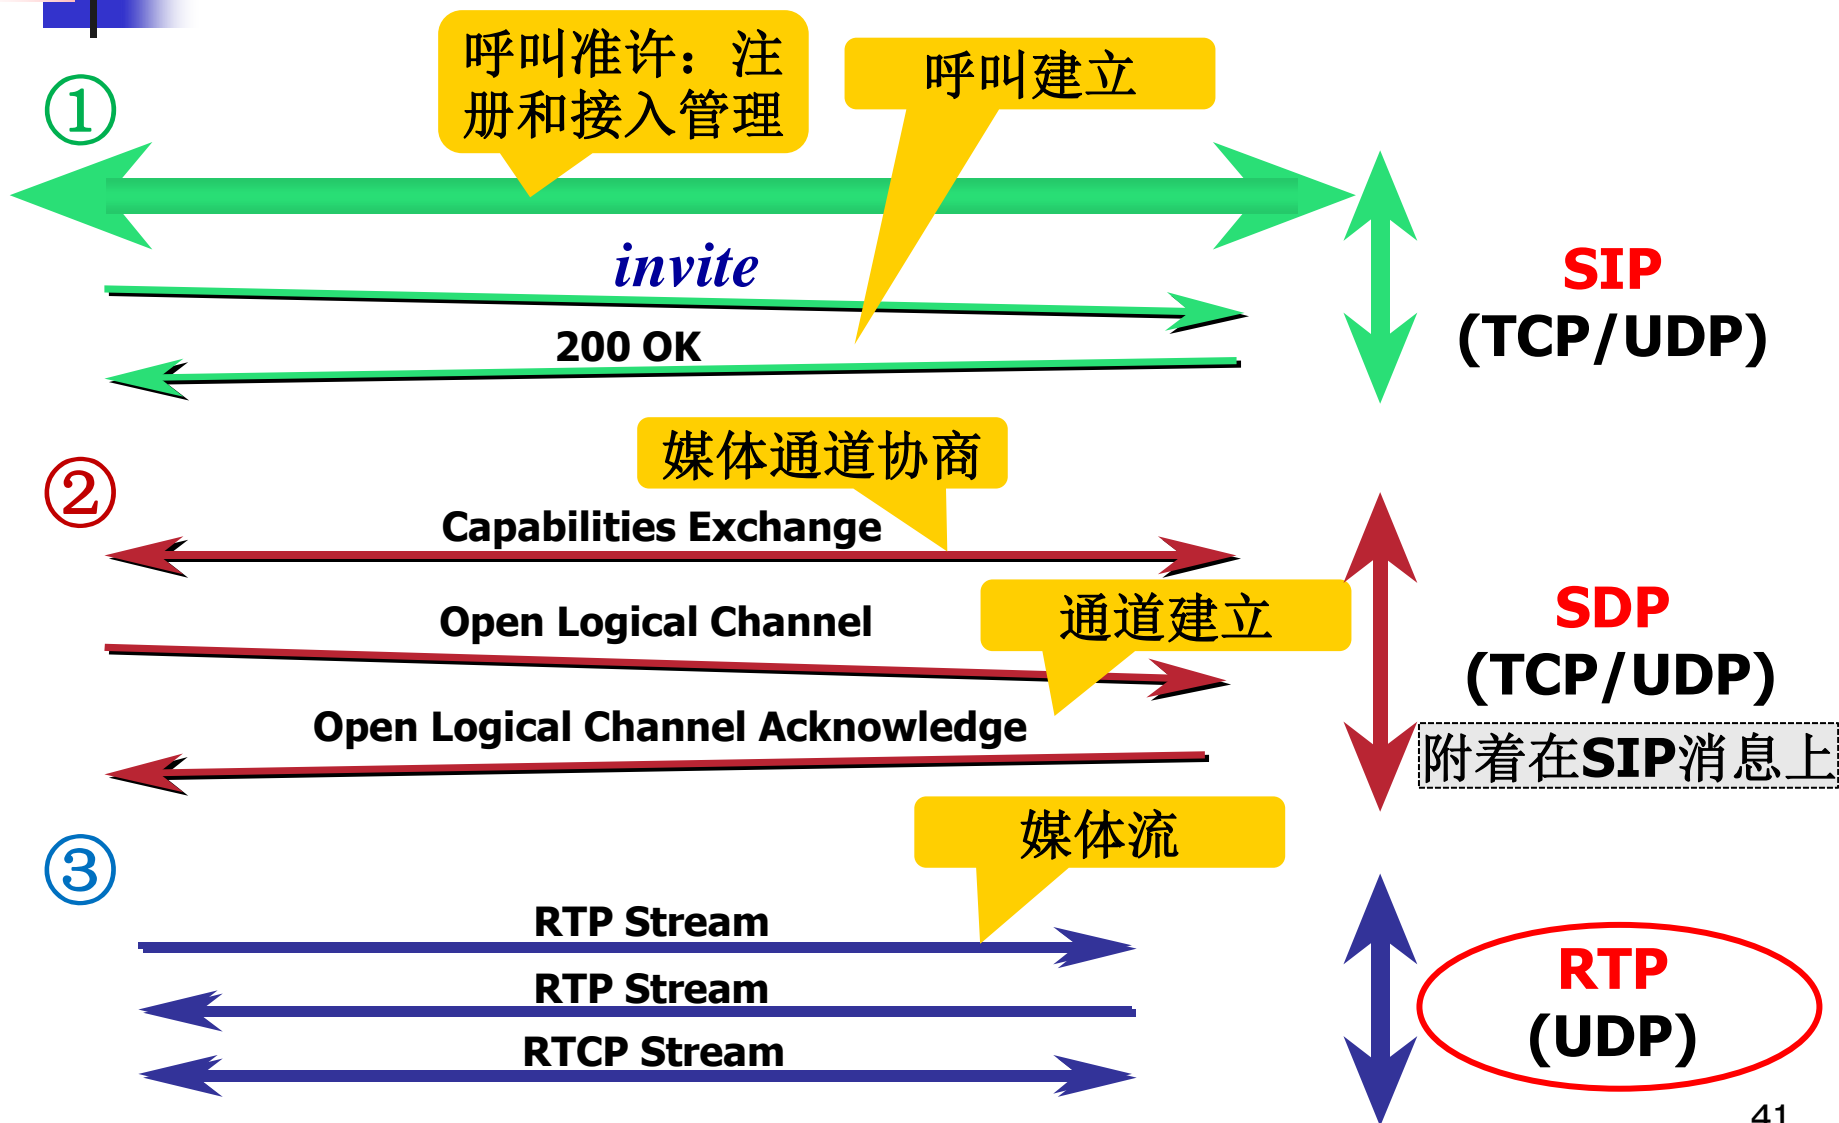 ①
呼叫准许：注
册和接入管理
呼叫建立
invite
200 OK
SIP
(TCP/UDP)
②
媒体通道协商
Capabilities Exchange
Open Logical Channel
通道建立
Open Logical Channel Acknowledge
SDP
(TCP/UDP)
附着在SIP消息上
③
媒体流
RTP Stream
RTP Stream
RTCP Stream
RTP
(UDP)
41